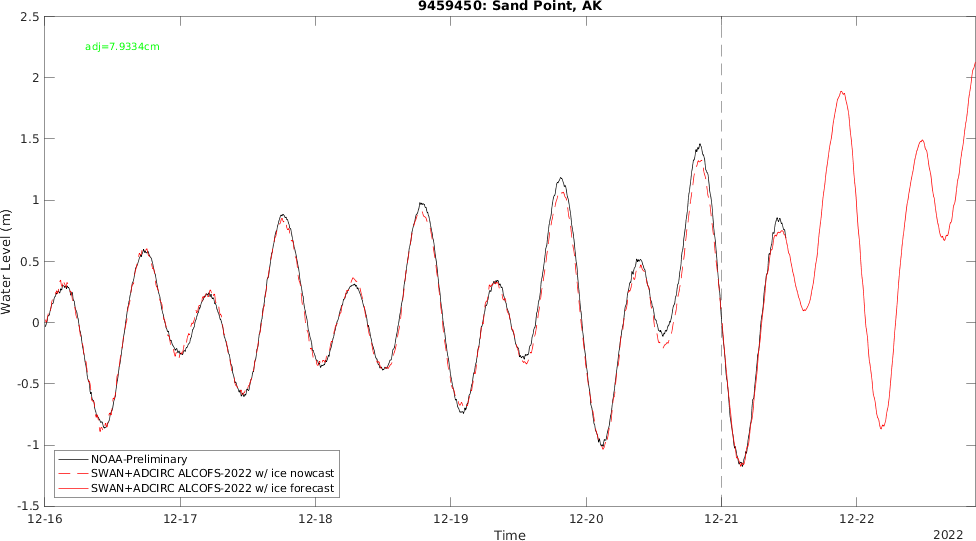 9459450: Sand Point, AK
adj=7.9334cm
2.5
2
1.5
1
0.5
0
-0.5
-1
-1.5
Water Level (m)
NOAA-Preliminary
SWAN+ADCIRC ALCOFS-2022 w/ ice nowcast
SWAN+ADCIRC ALCOFS-2022 w/ ice forecast
12-16 12-17 12-18 12-19 12-20 12-21 12-22
Time
2022